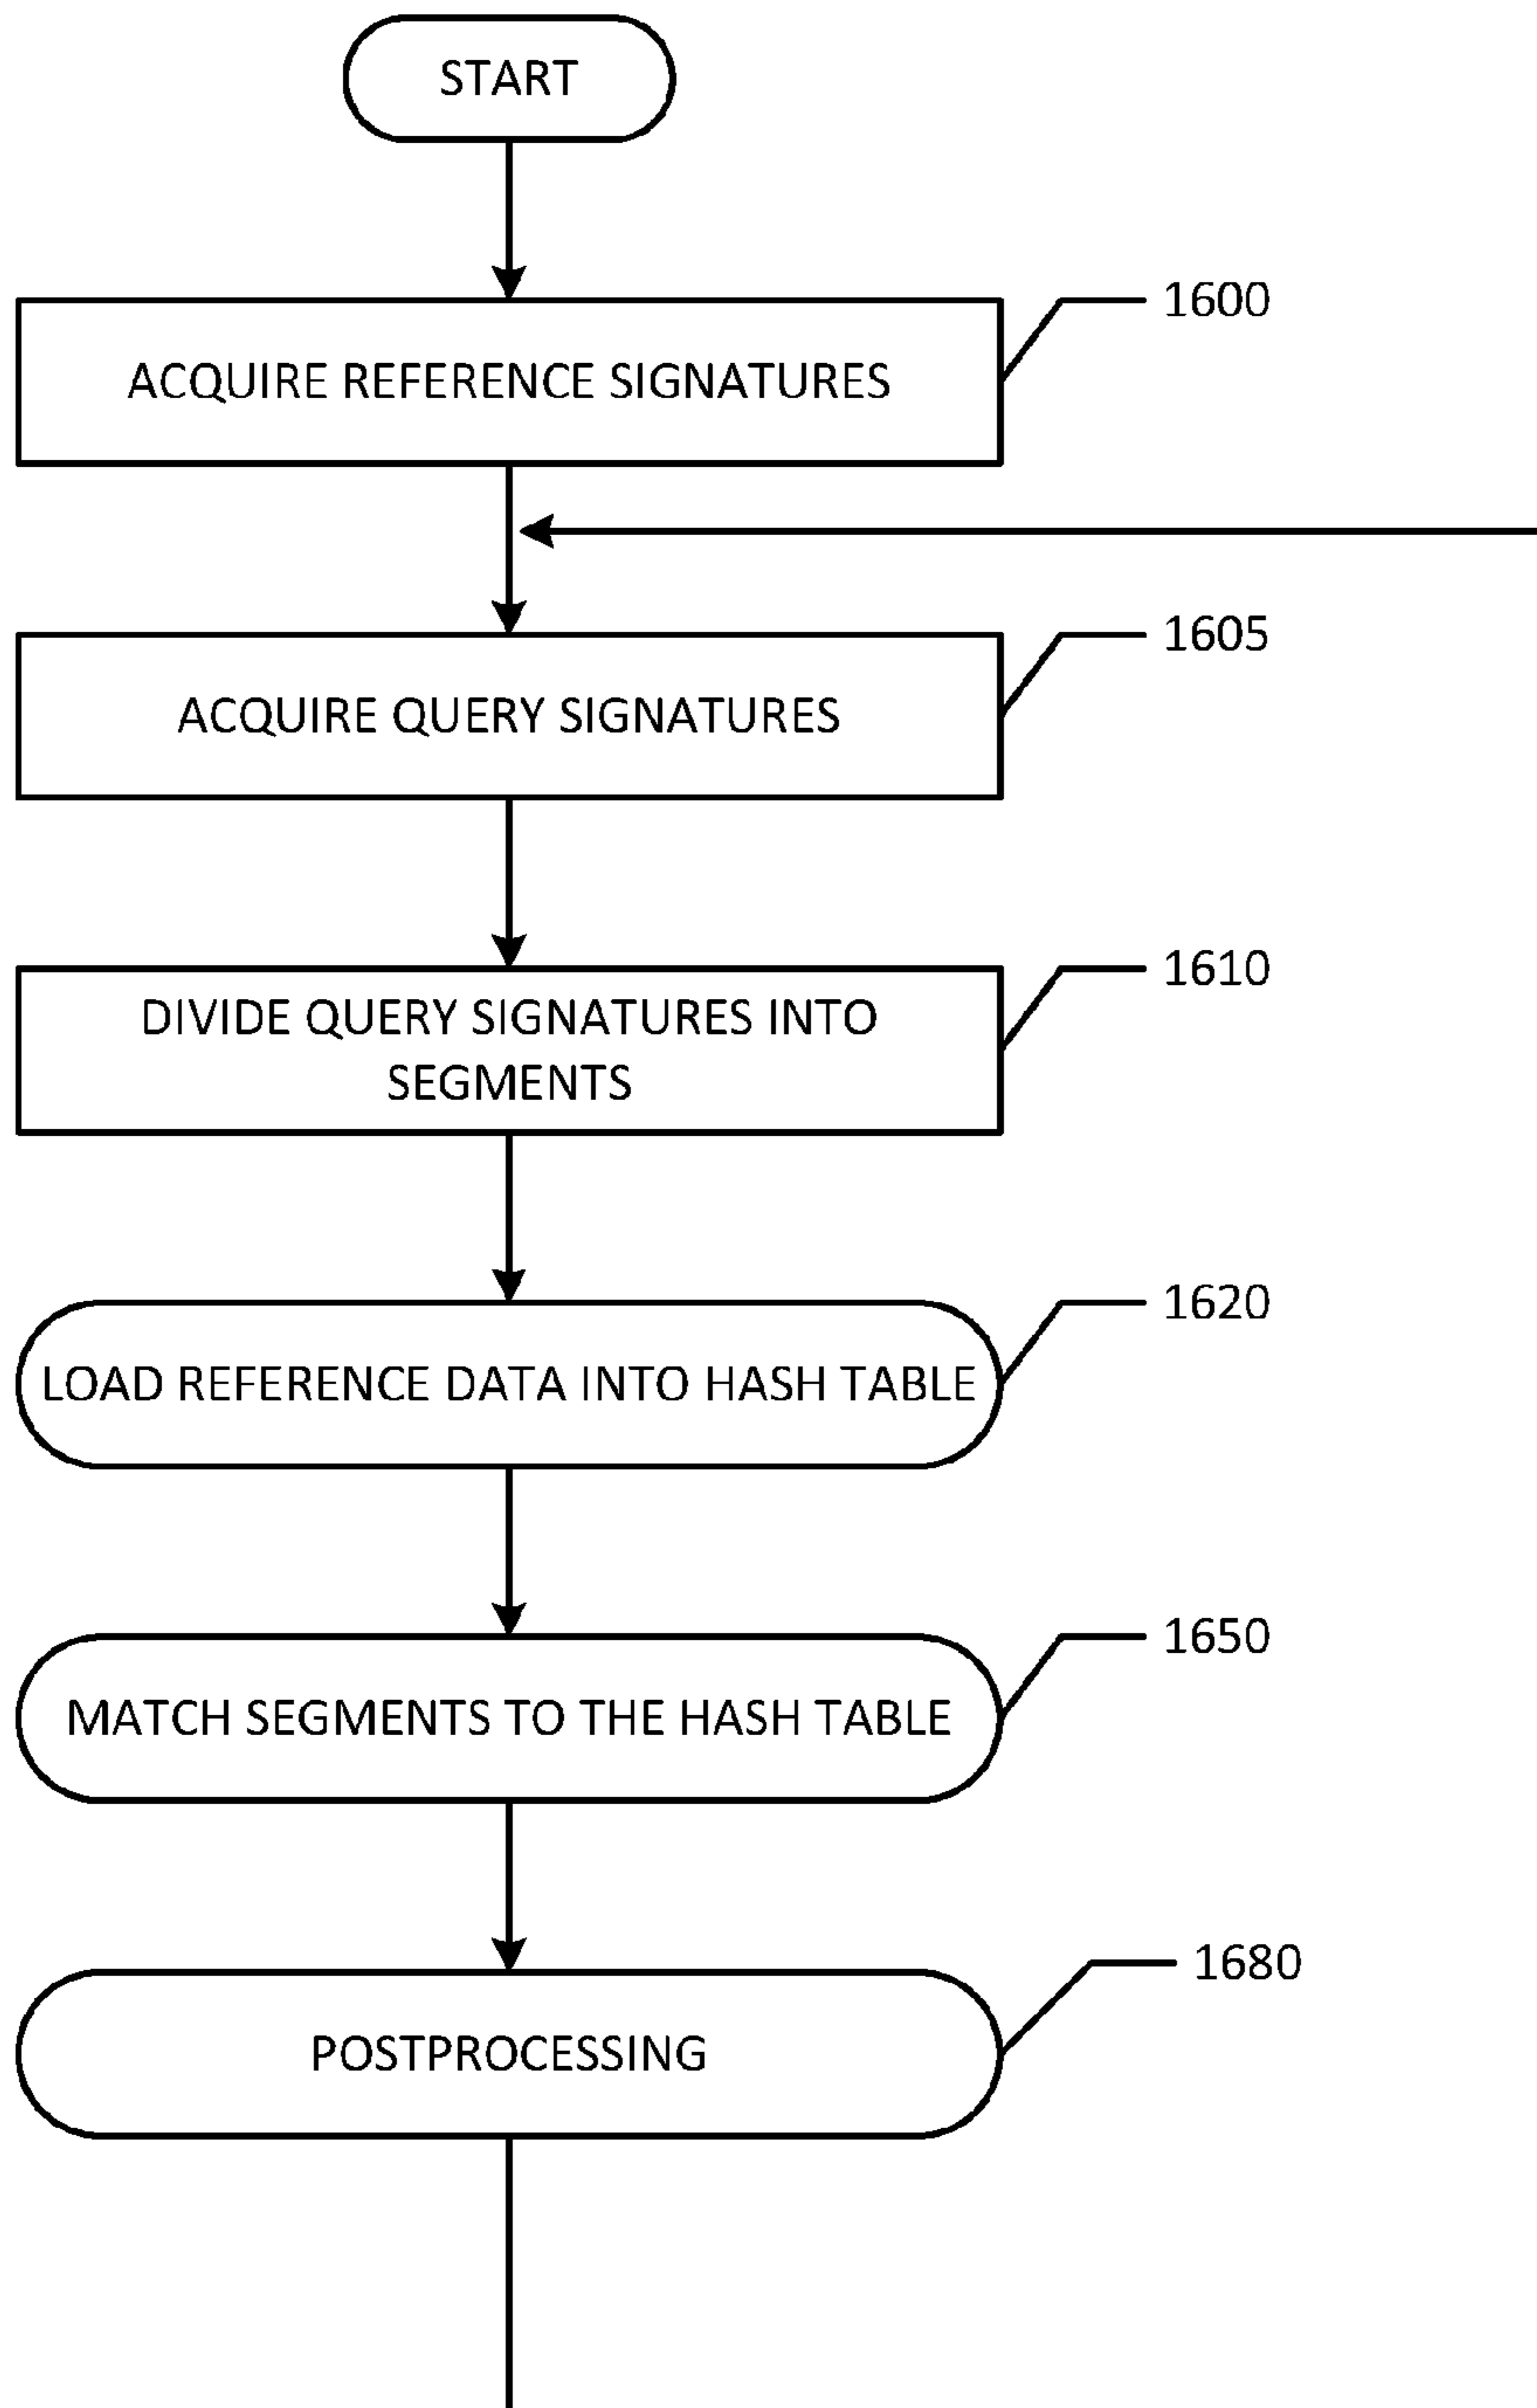 START
1600
ACQUIRE REFERENCE SIGNATURES
1605
ACQUIRE QUERY SIGNATURES
1610
DIVIDE QUERY SIGNATURES INTO
SEGMENTS
1620
LOAD REFERENCE DATA INTO HASH TABLE
1650
MATCH SEGMENTS TO THE HASH TABLE
1680
POSTPROCESSING